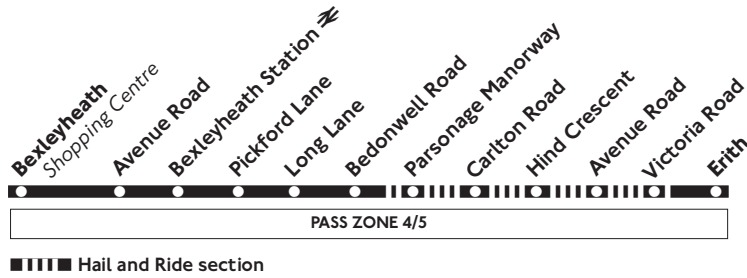 Bexleyheath
Shopping Centre
Avenue Road
Bexleyheath Station
Pickford Lane
Long Lane
Bedonwell Road
Parsonage Manorway
Carlton Road
Hind Crescent
Avenue Road
Victoria Road
Erith
PASS ZONE 4/5
Hail and Ride section